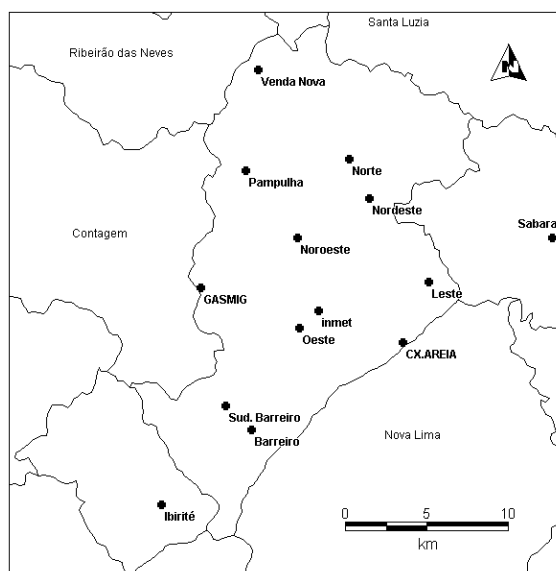 Santa Luzia
Ribeirão das Neves
N
Venda Nova
Norte
Pampulha
Nordeste
Sabara
Contagem
Noroeste
Leste
GASMIG
inmet
Oeste
CX.AREIA
Sud. Barreiro
Barreiro
Nova Lima
Ibirité
0 5 10
km